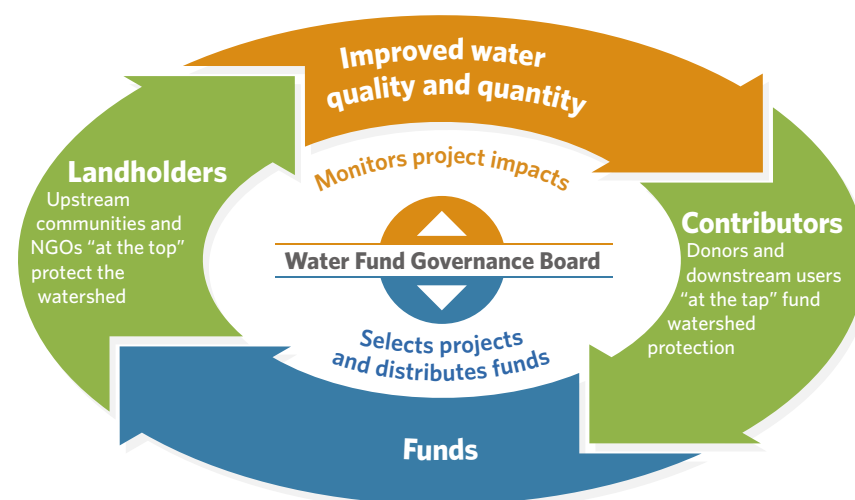 Improved water
quality and quantity
Monitors project impacts
Landholders
Upstream
communities and
NGOs “at the top”
protect the
watershed
Contributors
Donors and
downstream users
“at the tap” fund
watershed
protection
Water Fund Governance Board
Selects projects
and distributes funds
Funds